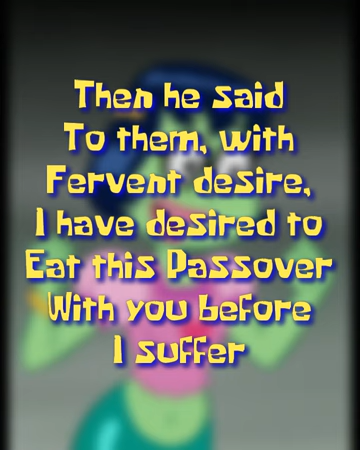 Then he said
To them, with
Fervent desire,
I have desired to
Eat this Passover
With you before
I suffer